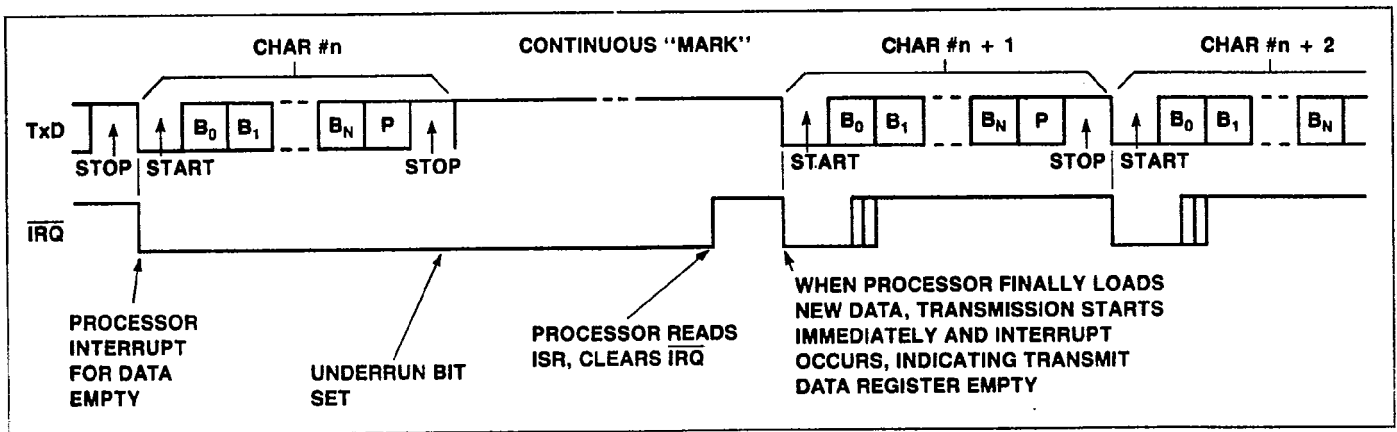 CHAR #n
CONTINUOUS "MARK"
CHAR #n + 1
CHAR #n + 2
TxD
B0
B1
BN
P
B0
B1
BN
P
B0
B1
BN
STOP
START
STOP
START
STOP
START
IRQ
PROCESSOR
INTERRUPT
FOR DATA
EMPTY
UNDERRUN BIT
SET
PROCESSOR READS
ISR, CLEARS IRQ
WHEN PROCESSOR FINALLY LOADS
NEW DATA, TRANSMISSION STARTS
IMMEDIATELY AND INTERRUPT
OCCURS, INDICATING TRANSMIT
DATA REGISTER EMPTY